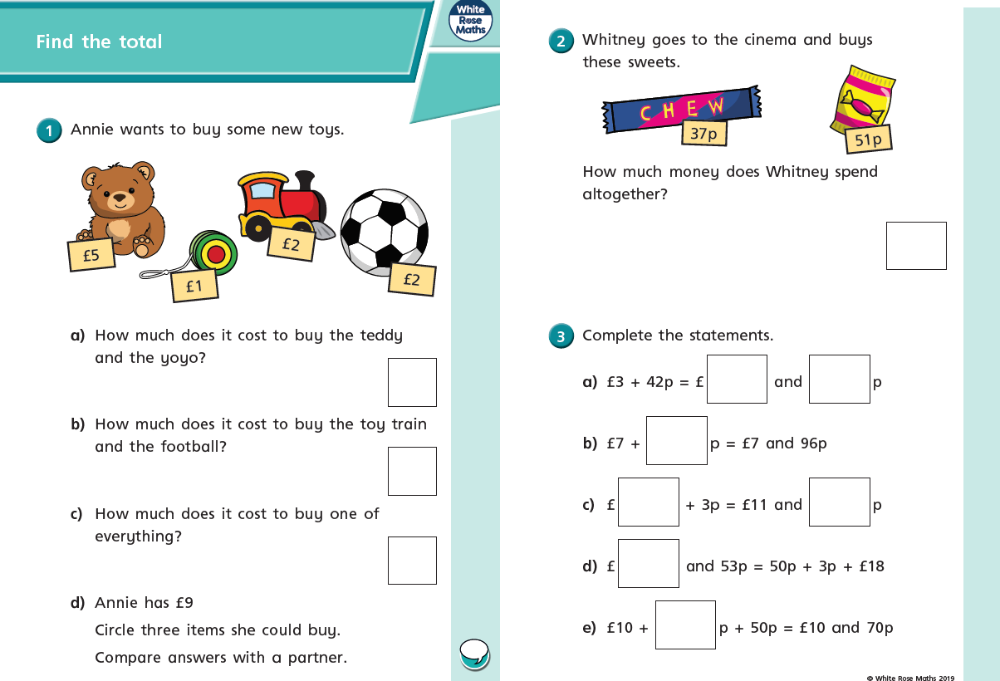 Find the total
White
Rose
Maths
1 Annie wants to buy some new toys.
£5
£1
£2
£2
a) How much does it cost to buy the teddy
and the yoyo?
b) How much does it cost to buy the toy train
and the football?
c) How much does it cost to buy one of
everything?
d) Annie has £9
Circle three items she could buy.
Compare answers with a partner.
2 Whitney goes to the cinema and buys
these sweets.
CHEW
37p
51p
How much money does Whitney spend
altogether?
3 Complete the statements.
a) £3 + 42p = £ and p
b) £7 + p = £7 and 96p
c) £ + 3p = £11 and p
d) £ and 53p = 50p + 3p + £18
e) £10 + p + 50p = £10 and 70p
© White Rose Maths 2019